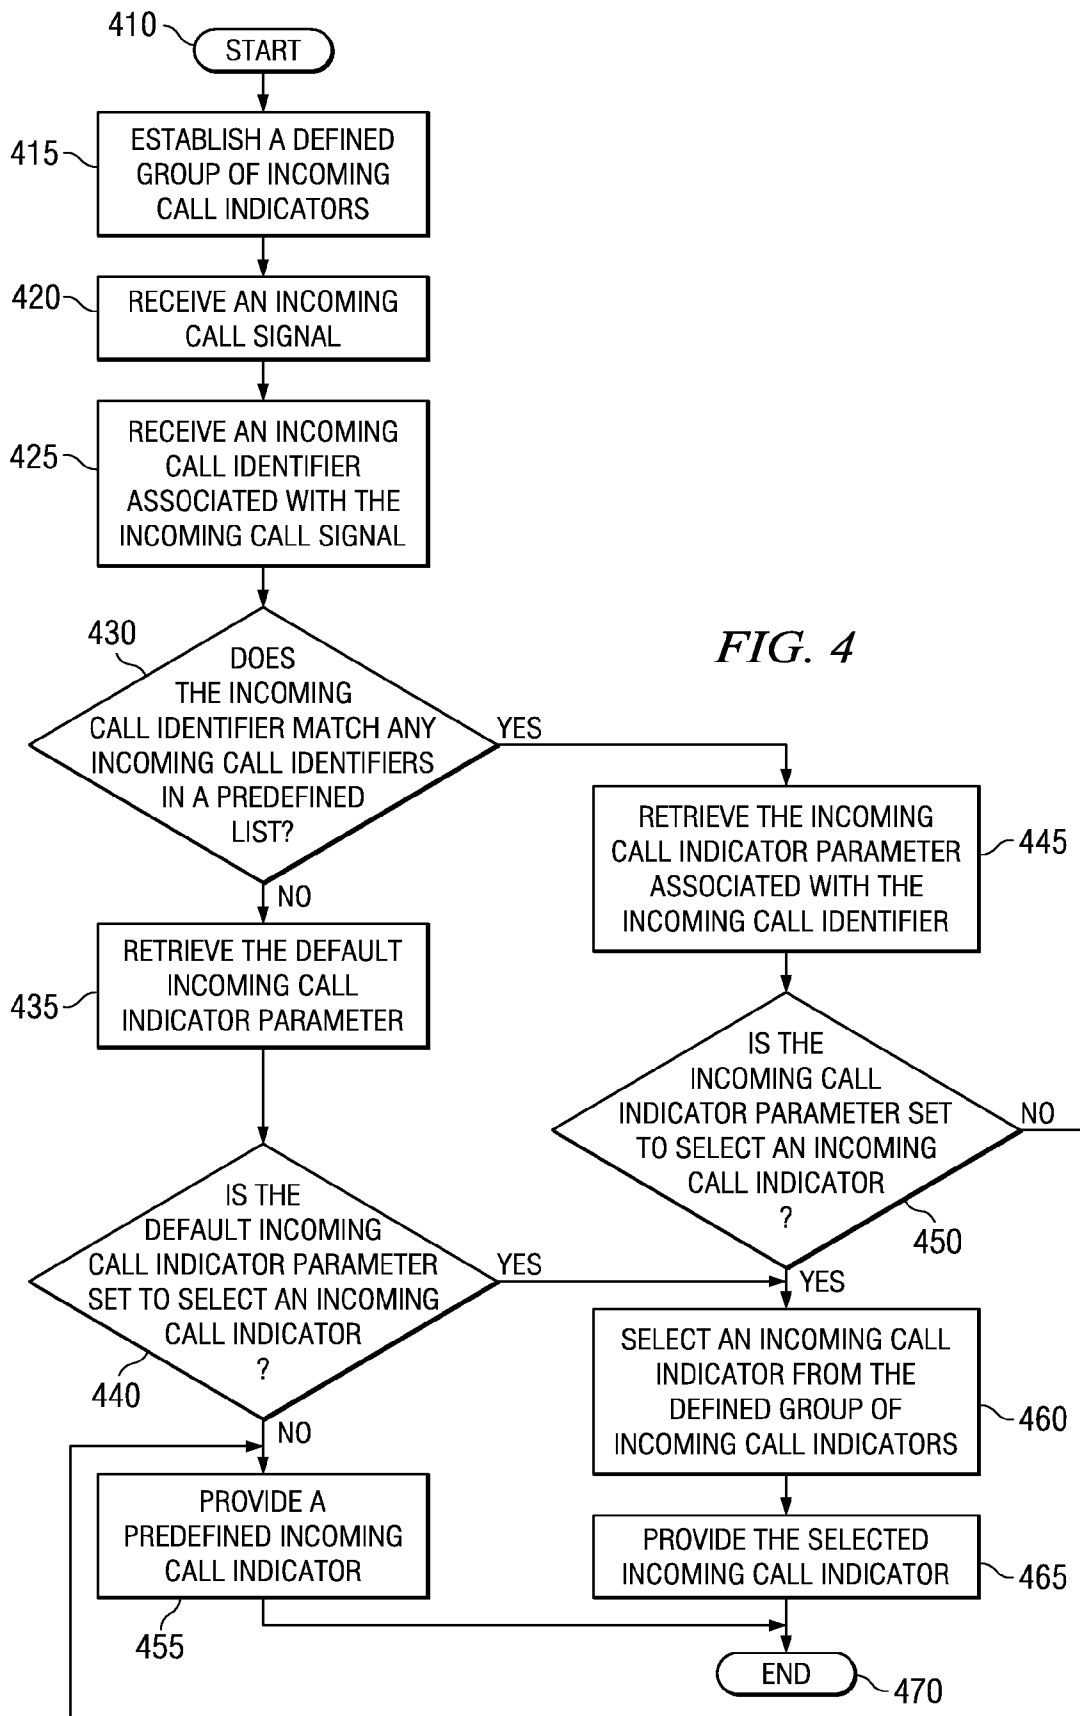 410
START
415
ESTABLISH A DEFINED
GROUP OF INCOMING
CALL INDICATORS
420
RECEIVE AN INCOMING
CALL SIGNAL
425
RECEIVE AN INCOMING
CALL IDENTIFIER
ASSOCIATED WITH THE
INCOMING CALL SIGNAL
430
DOES
THE INCOMING
CALL IDENTIFIER MATCH ANY
INCOMING CALL IDENTIFIERS
IN A PREDEFINED
LIST?
YES
NO
FIG. 4
435
RETRIEVE THE DEFAULT
INCOMING CALL
INDICATOR PARAMETER
RETRIEVE THE INCOMING
CALL INDICATOR PARAMETER
ASSOCIATED WITH THE
INCOMING CALL IDENTIFIER
445
IS THE
INCOMING CALL
INDICATOR PARAMETER SET
TO SELECT AN INCOMING
CALL INDICATOR
?
NO
450
YES
IS THE
DEFAULT INCOMING
CALL INDICATOR PARAMETER
SET TO SELECT AN INCOMING
CALL INDICATOR
?
YES
440
NO
SELECT AN INCOMING CALL
INDICATOR FROM THE
DEFINED GROUP OF
INCOMING CALL INDICATORS
460
PROVIDE A
PREDEFINED INCOMING
CALL INDICATOR
455
PROVIDE THE SELECTED
INCOMING CALL INDICATOR
465
END
470